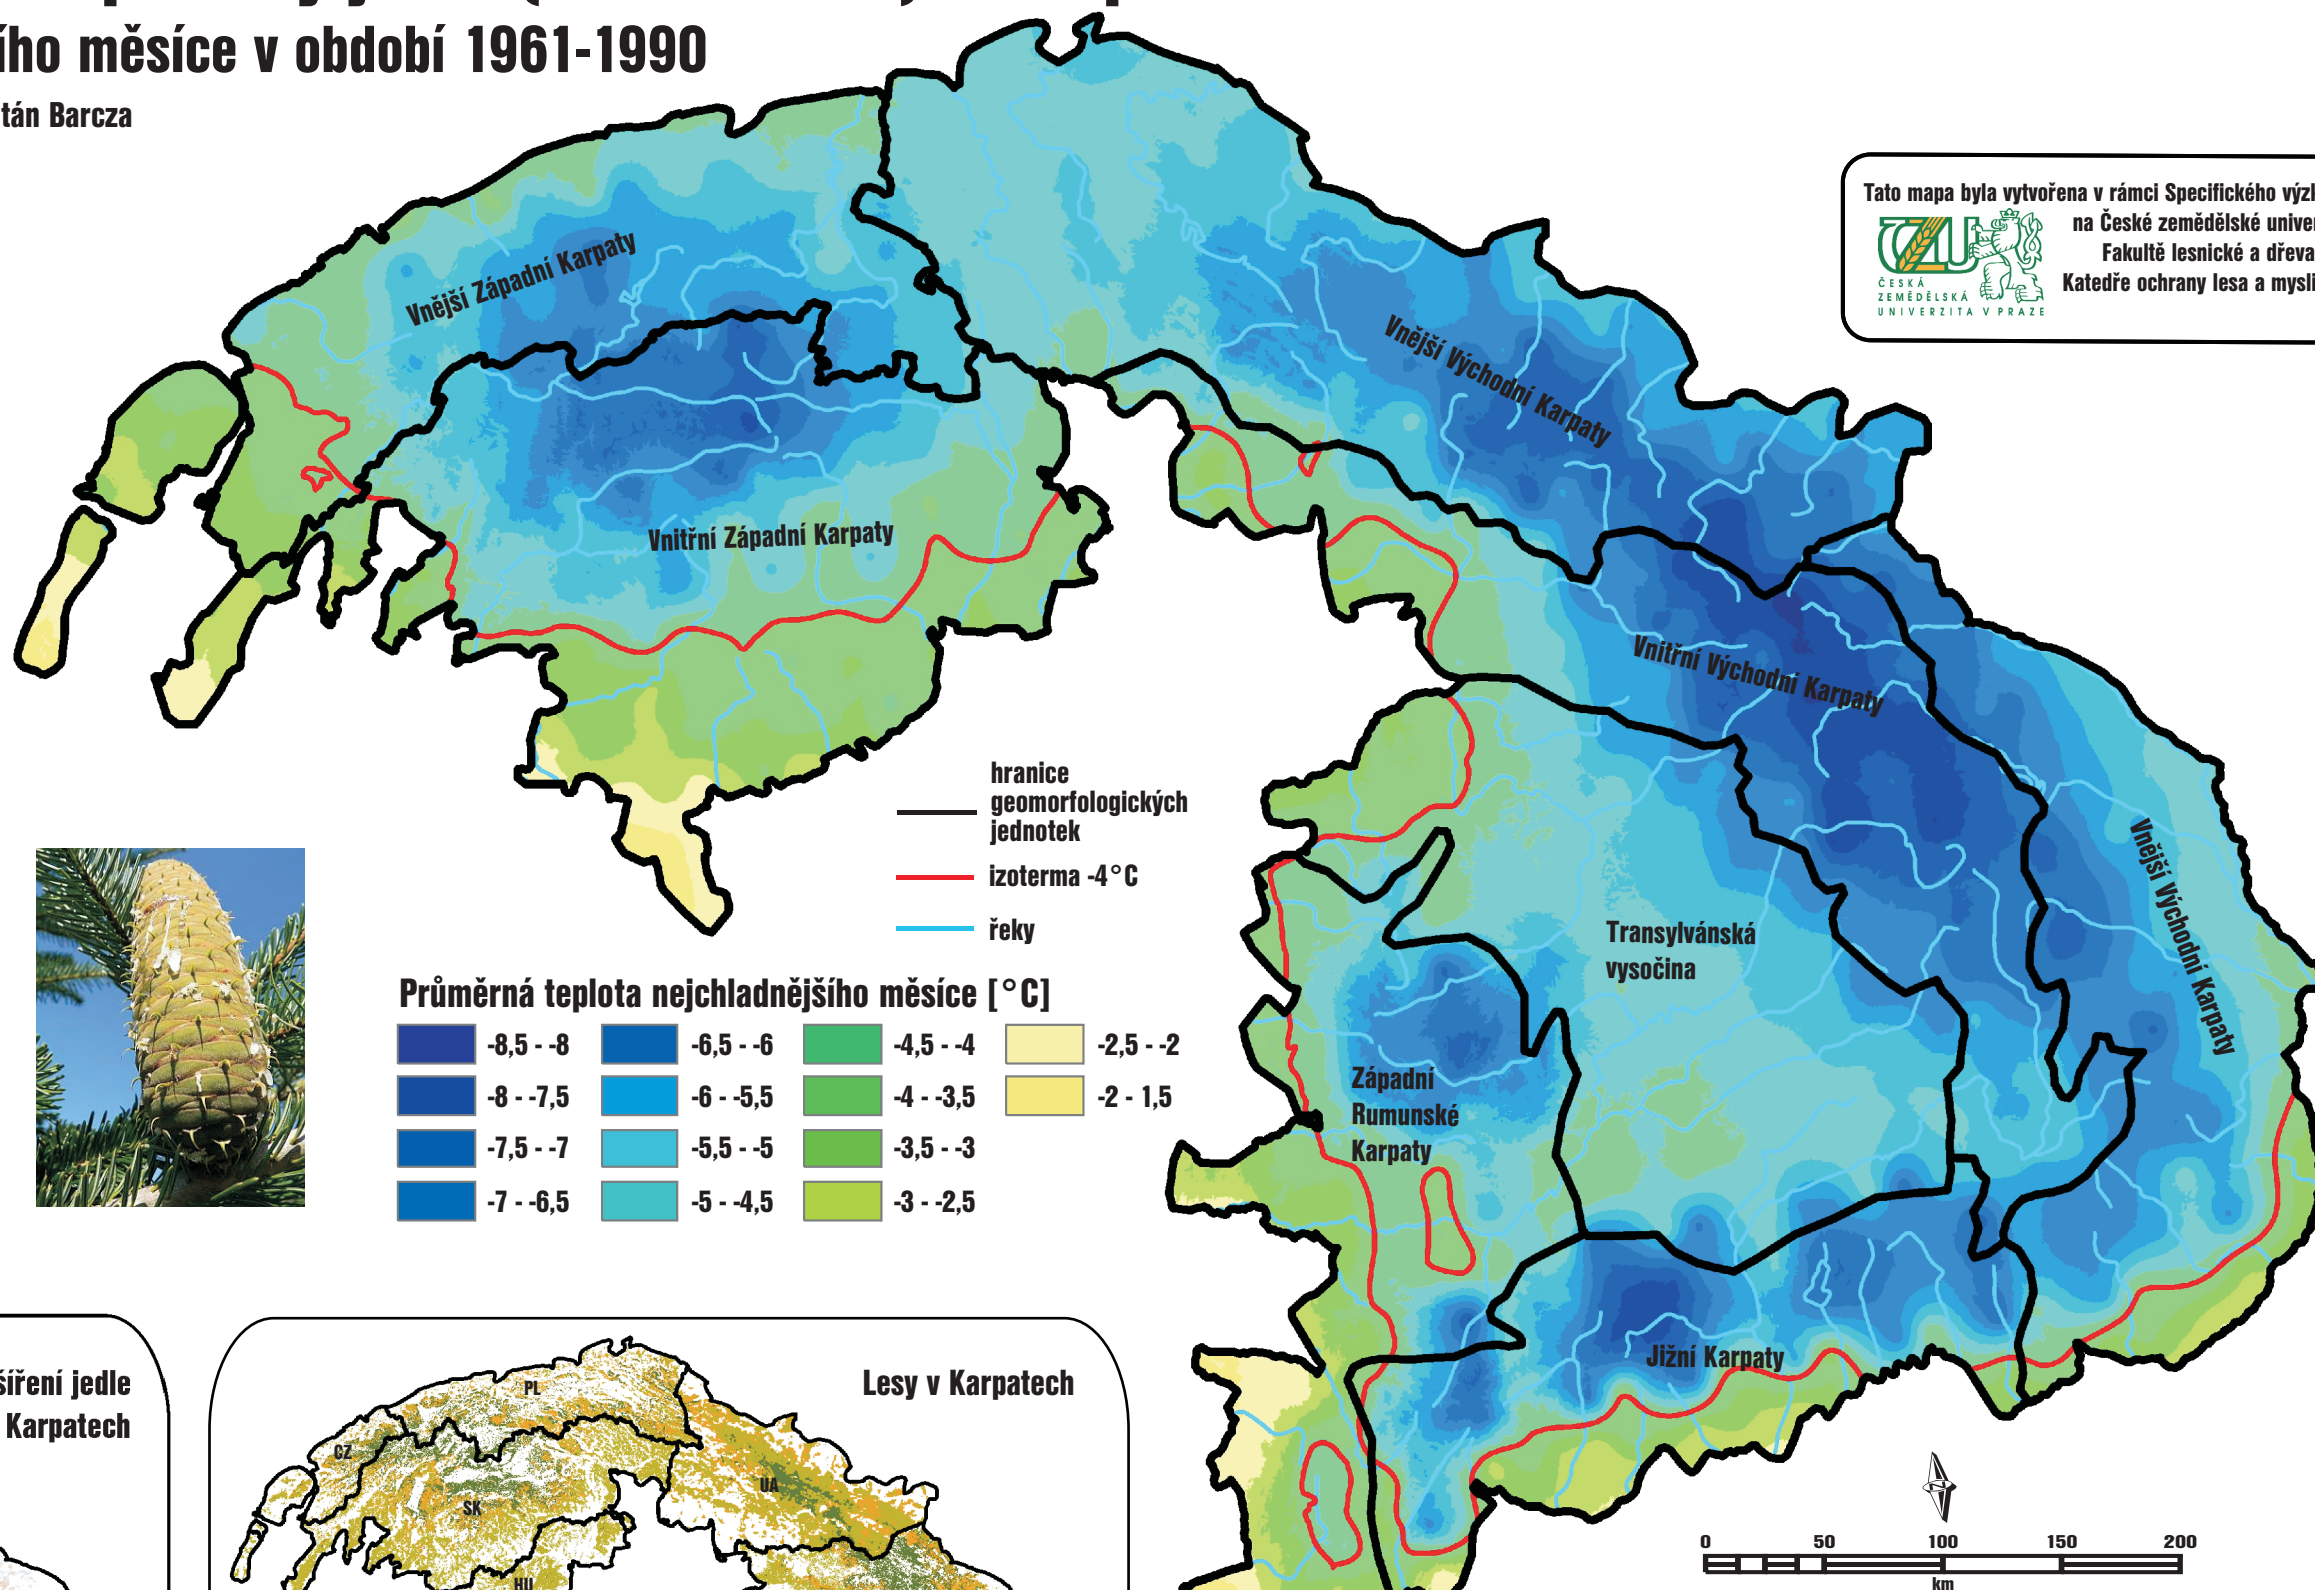 ího měsíce v období 1961-1990
tán Barcza
Tato mapa byla vytvořena v rámci Specifického
na České zemědělské
Fakultě lesnické a
Katedře ochrany lesa a
ČZU
ČESKÁ
ZEMĚDĚLSKÁ
UNIVERZITA V PRAZE
Vnější Západní Karpaty
Vnitřní Západní Karpaty
Vnější Východní Karpaty
Vnitřní Východní Karpaty
Vnější Východní Karpaty
Transylvánská
vysočina
Západní
Rumunské
Karpaty
Jižní Karpaty
hranice
geomorfologických
jednotek
izoterma -4°C
řeky
Průměrná teplota nejchladnějšího měsíce [°C]
-8,5 - -8
-8 - -7,5
-7,5 - -7
-7 - -6,5
-6,5 - -6
-6 - -5,5
-5,5 - -5
-5 - -4,5
-4,5 - -4
-4 - -3,5
-3,5 - -3
-3 - -2,5
-2,5 - -2
-2 - 1,5
šíření jedle
Karpatech
Lesy v Karpatech
PL
CZ
SK
UA
HU
0 50 100 150 200
km